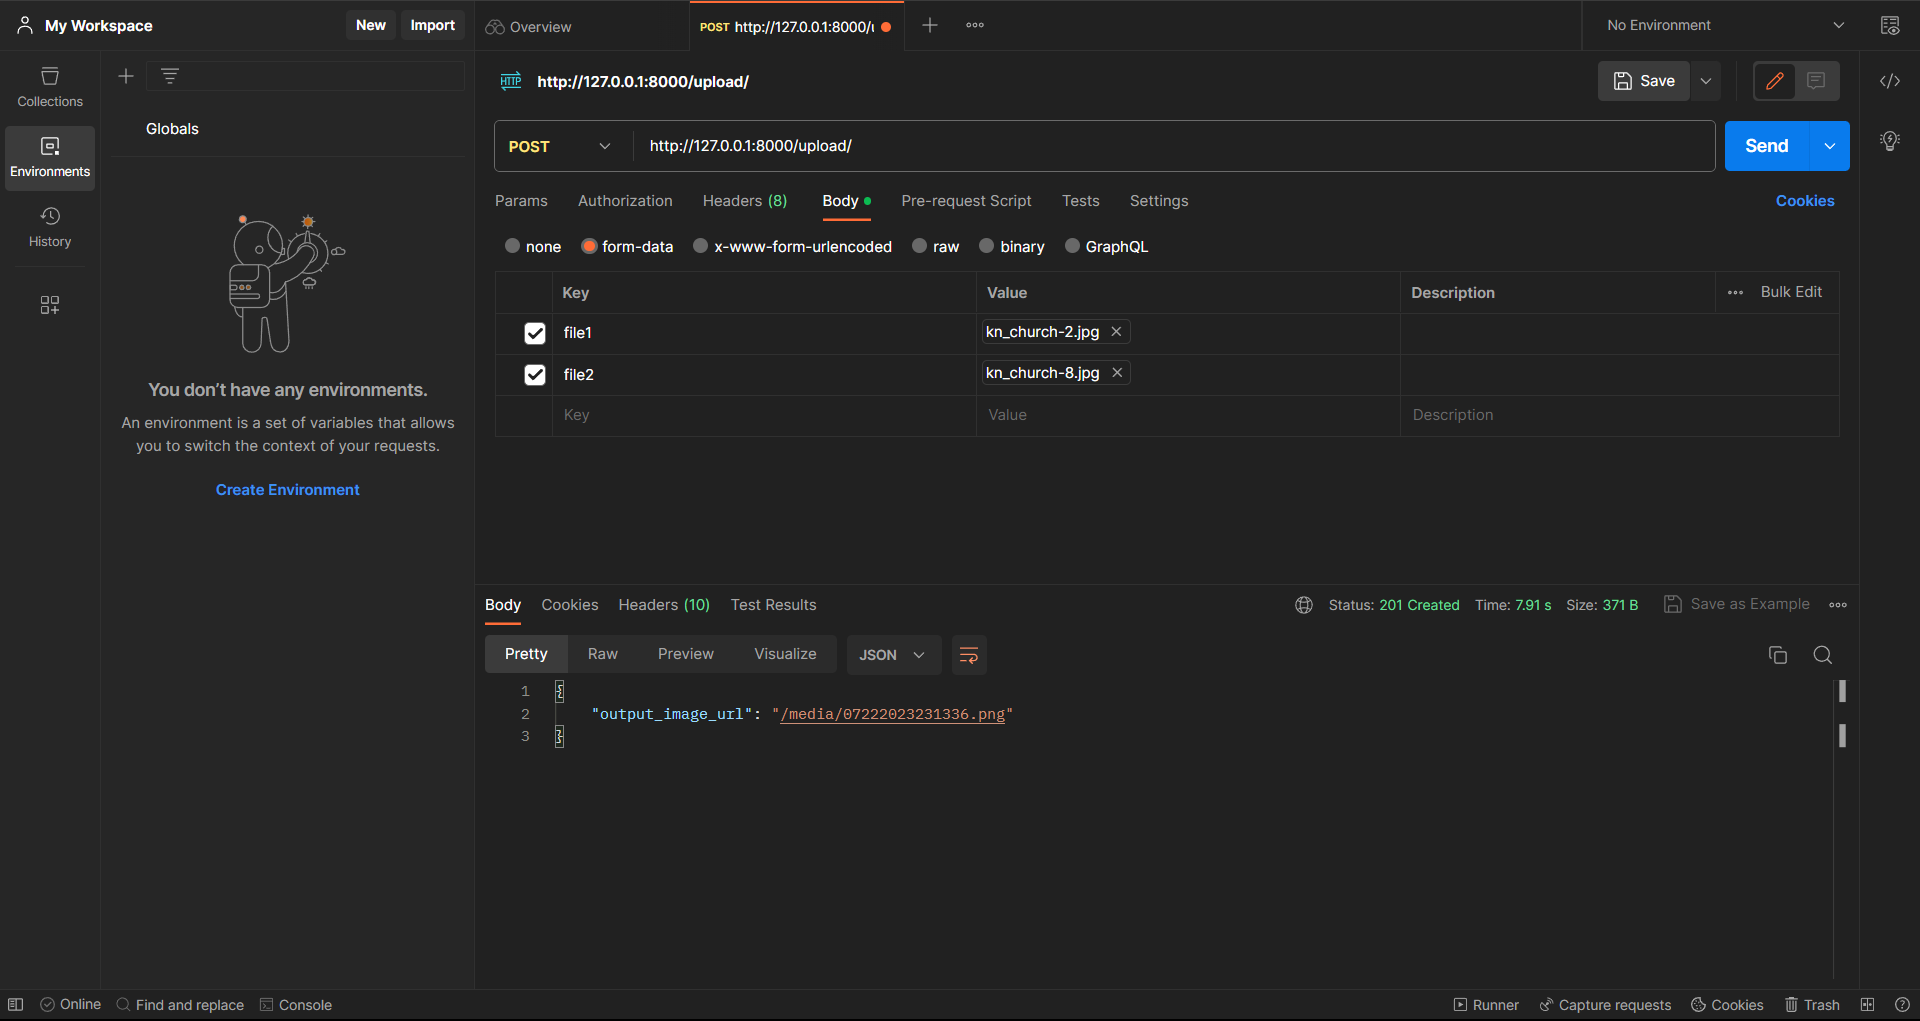 My Workspace
New
Import
Overview
POST http://127.0.0.1:8000/u
No Environment
Collections
Environments
History
Globals
You don’t have any environments.
An environment is a set of variables that allows
you to switch the context of your requests.
Create Environment
HTTP
http://127.0.0.1:8000/upload/
Save
POST
http://127.0.0.1:8000/upload/
Send
Params
Authorization
Headers (8)
Body
Pre-request Script
Tests
Settings
Cookies
none
form-data
x-www-form-urlencoded
raw
binary
GraphQL
Key
Value
Description
Bulk Edit
file1
kn_church-2.jpg
file2
kn_church-8.jpg
Key
Value
Description
Body
Cookies
Headers (10)
Test Results
Status: 201 Created
Time: 7.91 s
Size: 371 B
Save as Example
Pretty
Raw
Preview
Visualize
JSON
1 {
2 "output_image_url": "/media/07222023231336.png"
3 }
Online
Find and replace
Console
Runner
Capture requests
Cookies
Trash